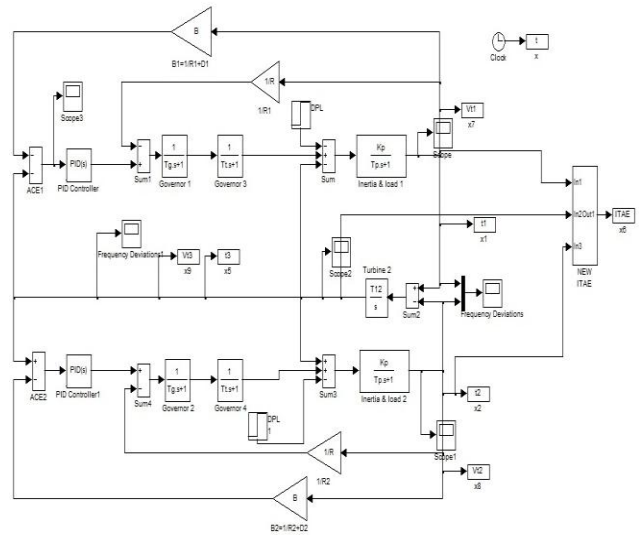 B
B1=1/R1+D1
Clock
t
x
1/R
1/R1
DPL
Vt1
x7
Scope3
Scope
PID(s)
ACE1
PID Controller
Sum1
1
Tg.s+1
Governor 1
1
Tt.s+1
Governor 3
Sum
Kp
Tp.s+1
Inertia & load 1
In1
In2Out1
In3
ITAE
x6
NEW
ITAE
Frequency Deviations1
Vt3
x9
t3
x5
Scope2
t1
x1
Turbine 2
T12
s
Sum2
Frequency Deviations
ACE2
PID(s)
PID Controller1
Sum4
1
Tg.s+1
Governor 2
1
Tt.s+1
Governor 4
DPL
1
Sum3
Kp
Tp.s+1
Inertia & load 2
t2
x2
Scope1
1/R
1/R2
Vt2
x8
B
B2=1/R2+D2